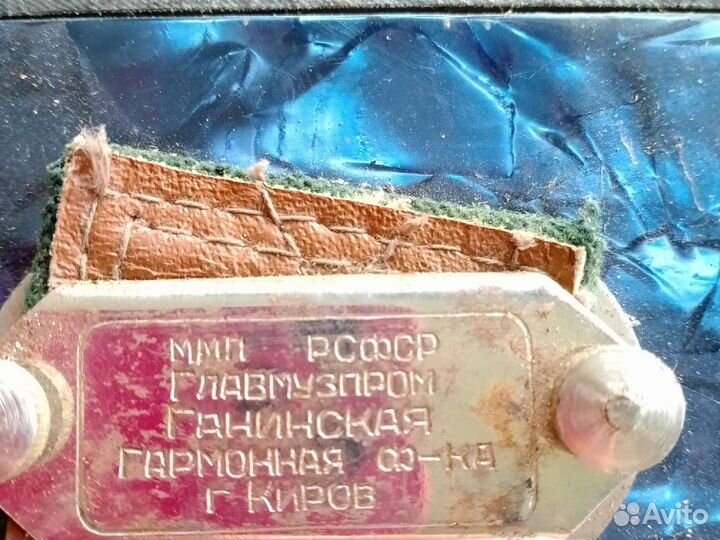 ММП РСФСР
ГЛАВМУЗПРОМ
ГАНИНСКАЯ
ГАРМОННАЯ Ф-КА
Г КИРОВ
Avito